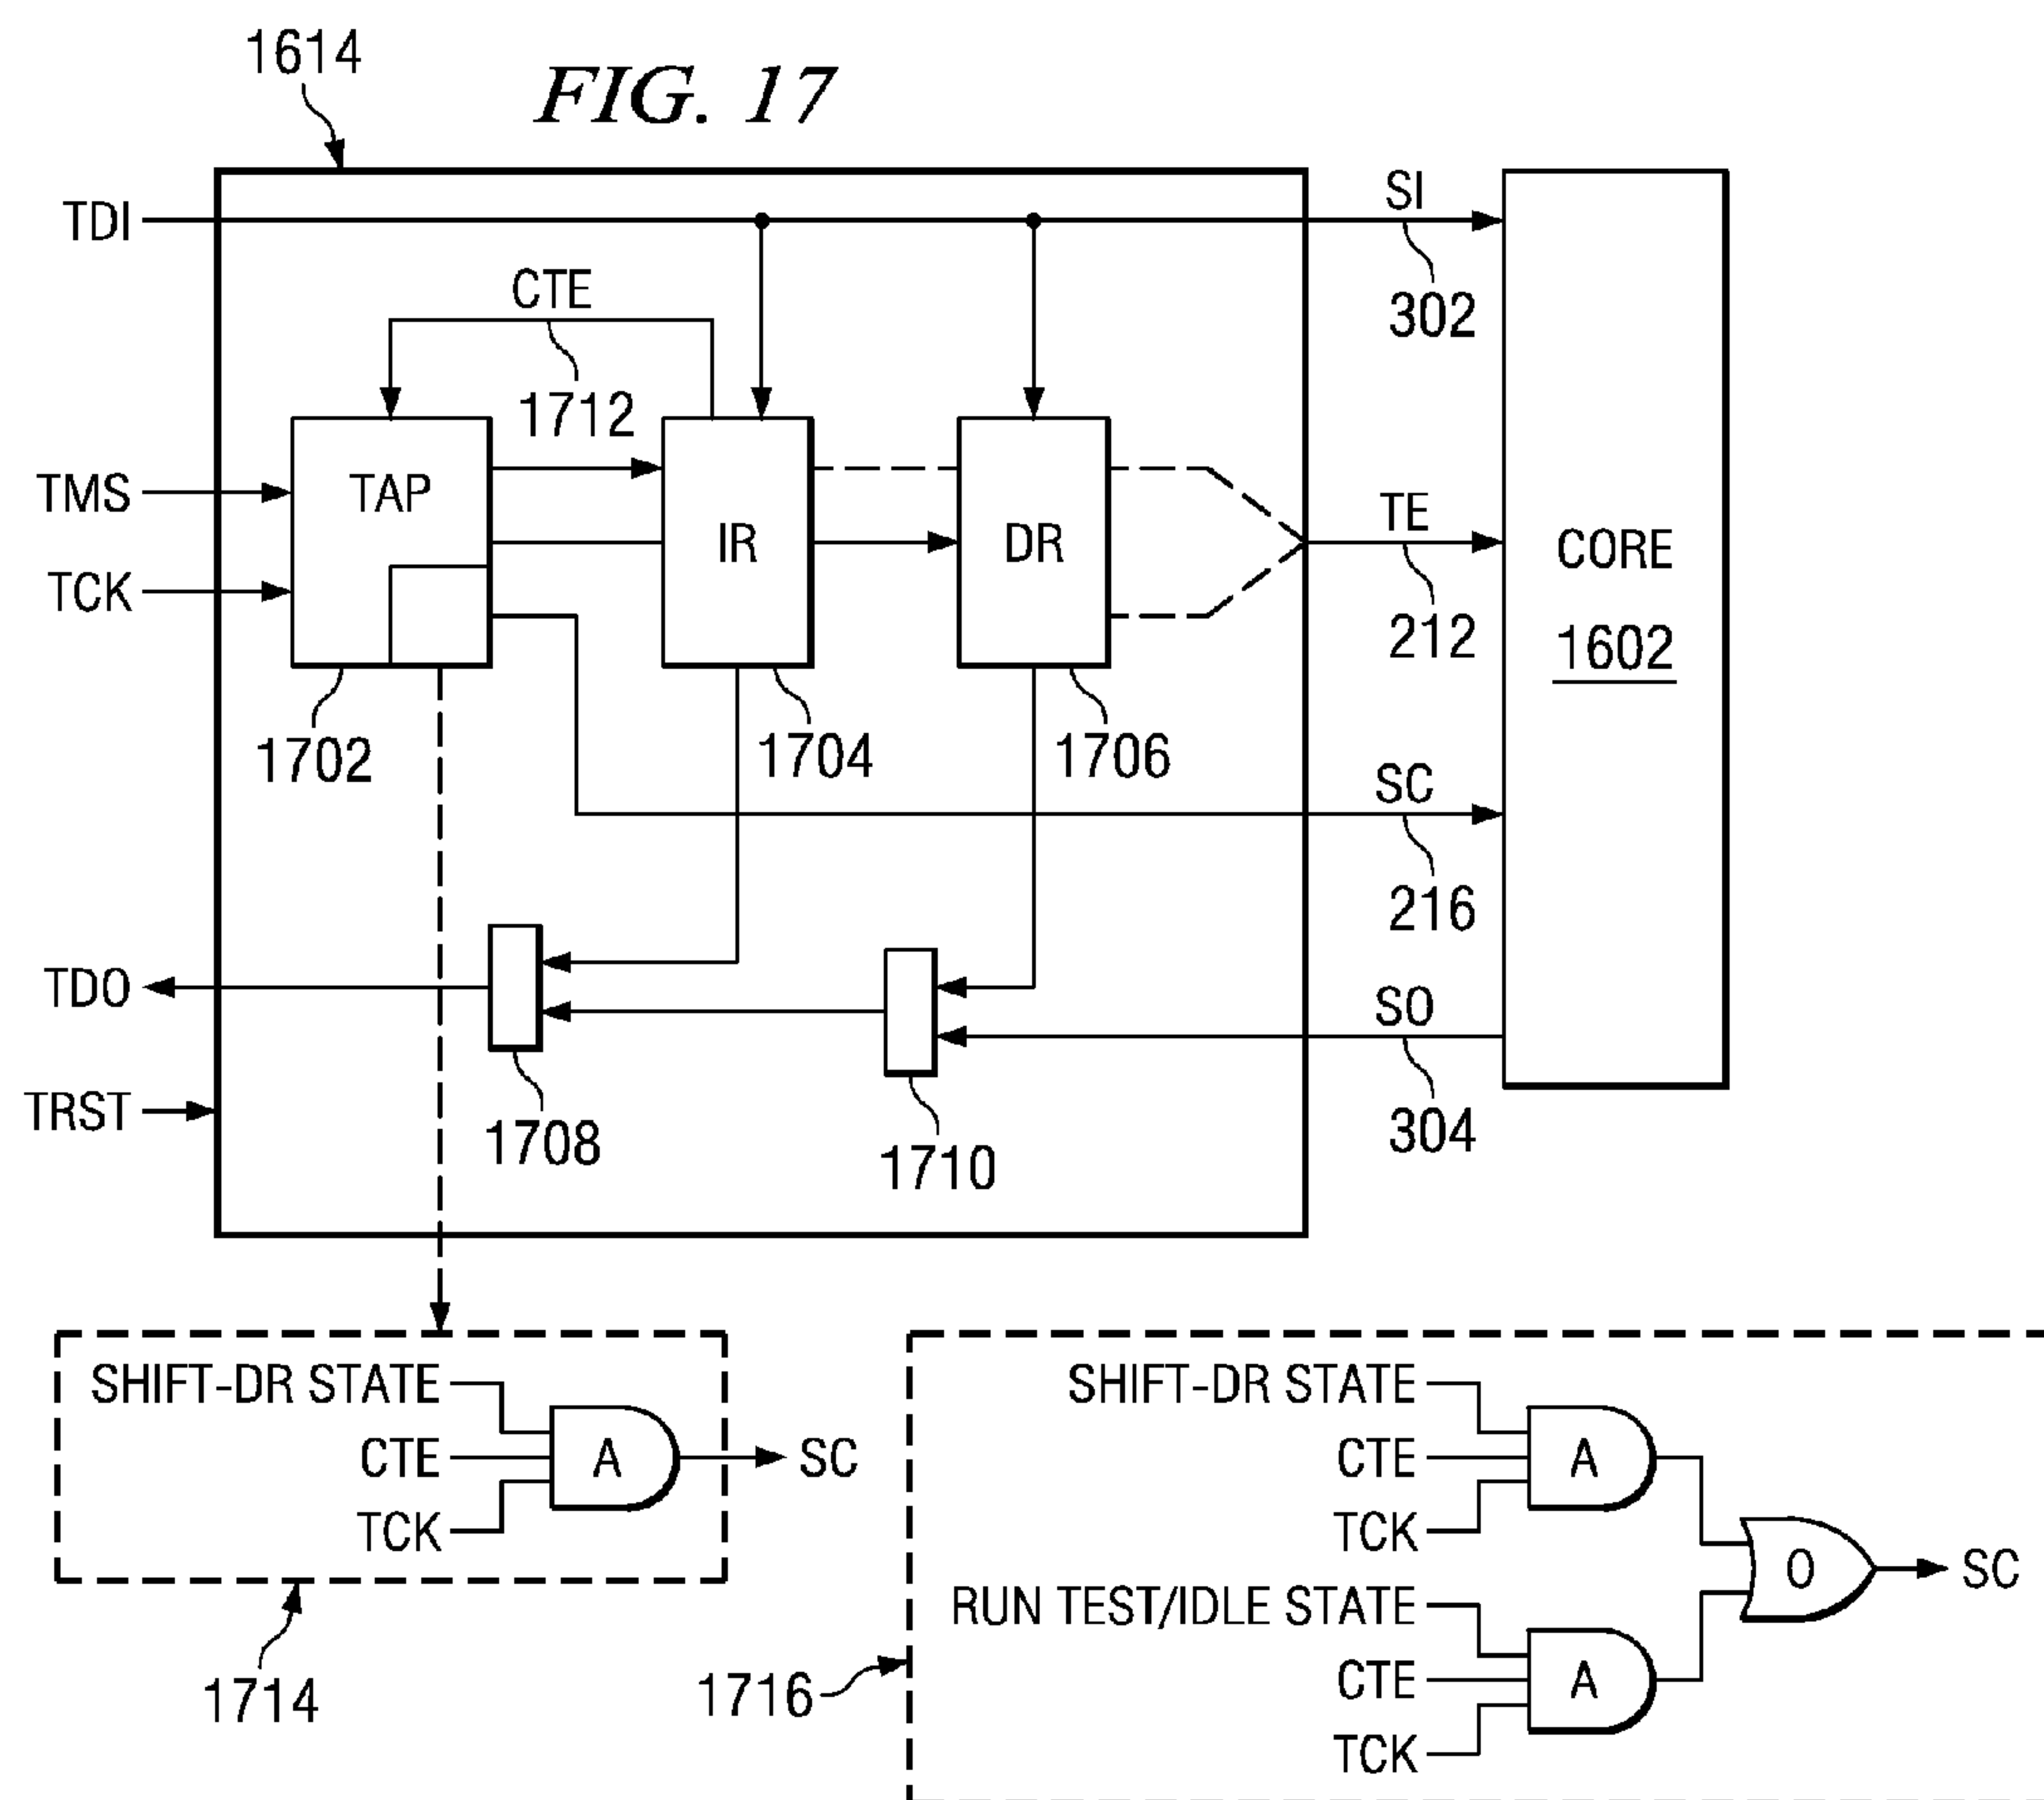 1614
FIG. 17
TDI
SI
302
CTE
1712
TMS
TAP
IR
DR
TE
212
CORE
1602
TCK
1702
1704
1706
SC
216
TDO
SO
304
TRST
1708
1710
SHIFT-DR STATE
CTE
TCK
A
SC
1714
SHIFT-DR STATE
CTE
TCK
A
RUN TEST/IDLE STATE
CTE
TCK
A
O
SC
1716